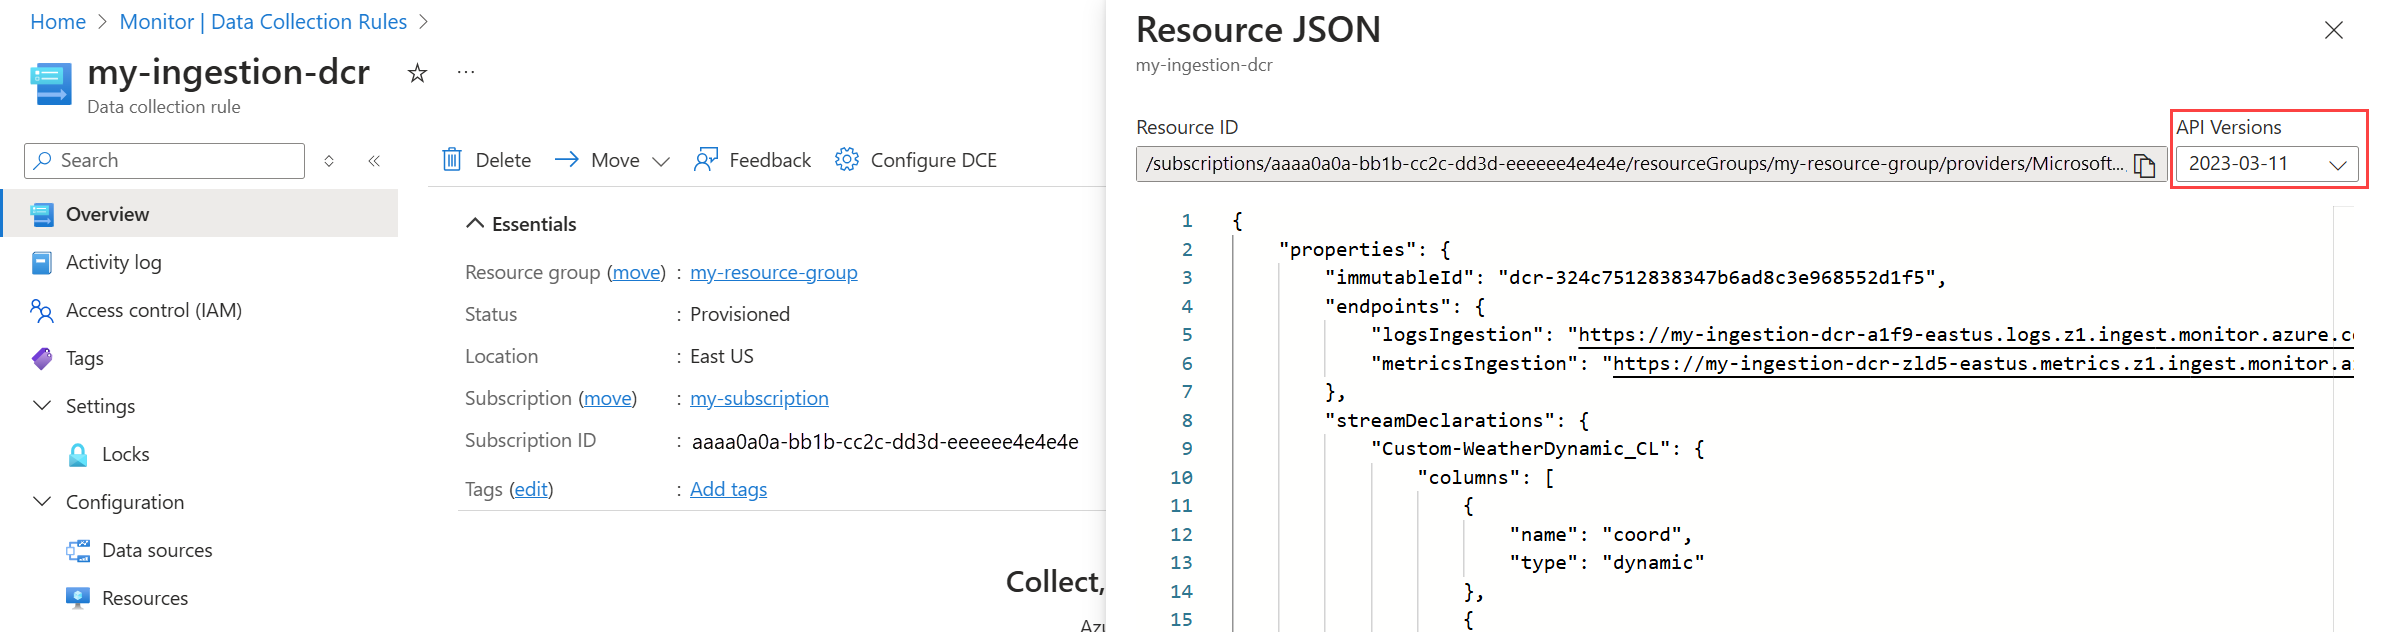 Home > Monitor | Data Collection Rules >
my-ingestion-dcr
Data collection rule
Search
Overview
Activity log
Access control (IAM)
Tags
Settings
Locks
Configuration
Data sources
Resources
Delete
Move
Feedback
Configure DCE
Essentials
Resource group (move) : my-resource-group
Status : Provisioned
Location : East US
Subscription (move) : my-subscription
Subscription ID : aaaa0a0a-bb1b-cc2c-dd3d-eeeeee4e4e4e
Tags (edit) : Add tags
Collect,
Resource JSON
my-ingestion-dcr
Resource ID
/subscriptions/aaaa0a0a-bb1b-cc2c-dd3d-eeeeee4e4e4e/resourceGroups/my-resource-group/providers/Microsoft...
API Versions
2023-03-11
1 {
2 "properties": {
3 "immutableId": "dcr-324c7512838347b6ad8c3e968552d1f5",
4 "endpoints": {
5 "logsIngestion": "https://my-ingestion-dcr-a1f9-eastus.logs.z1.ingest.monitor.azure.c
6 "metricsIngestion": "https://my-ingestion-dcr-zld5-eastus.metrics.z1.ingest.monitor.a
7 },
8 "streamDeclarations": {
9 "Custom-WeatherDynamic_CL": {
10 "columns": [
11 {
12 "name": "coord",
13 "type": "dynamic"
14 },
15 {